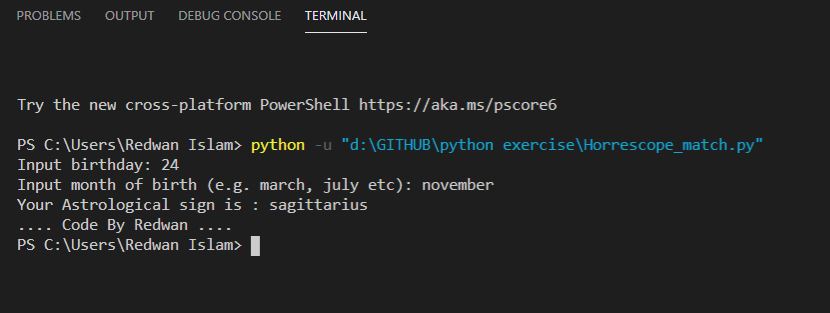 PROBLEMS OUTPUT DEBUG CONSOLE TERMINAL
Try the new cross-platform PowerShell https://aka.ms/pscore6
PS C:\Users\Redwan Islam> python -u "d:\GITHUB\python exercise\Horrescope_match.py"
Input birthday: 24
Input month of birth (e.g. march, july etc): november
Your Astrological sign is : sagittarius
.... Code By Redwan ....
PS C:\Users\Redwan Islam>